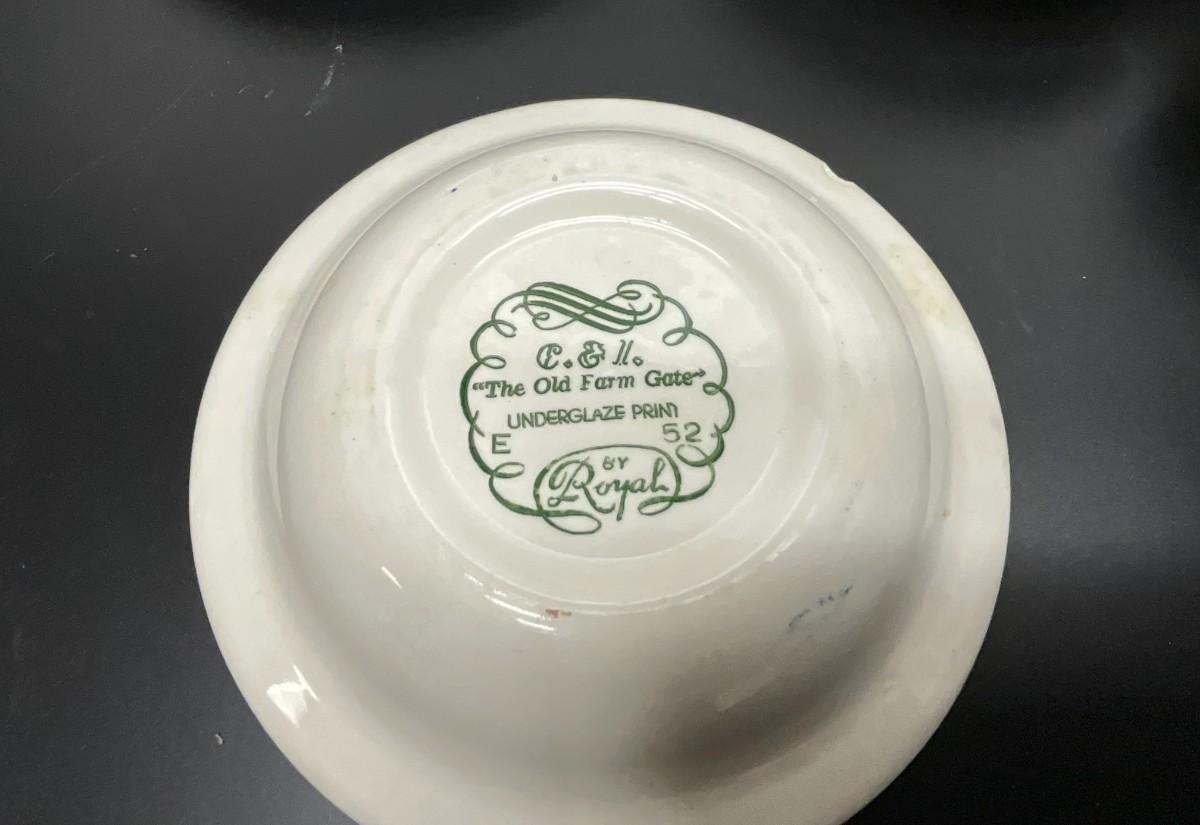 C. & I.
"The Old Farm Gate"
UNDERGLAZE PRINT
E 52
BY
Royal